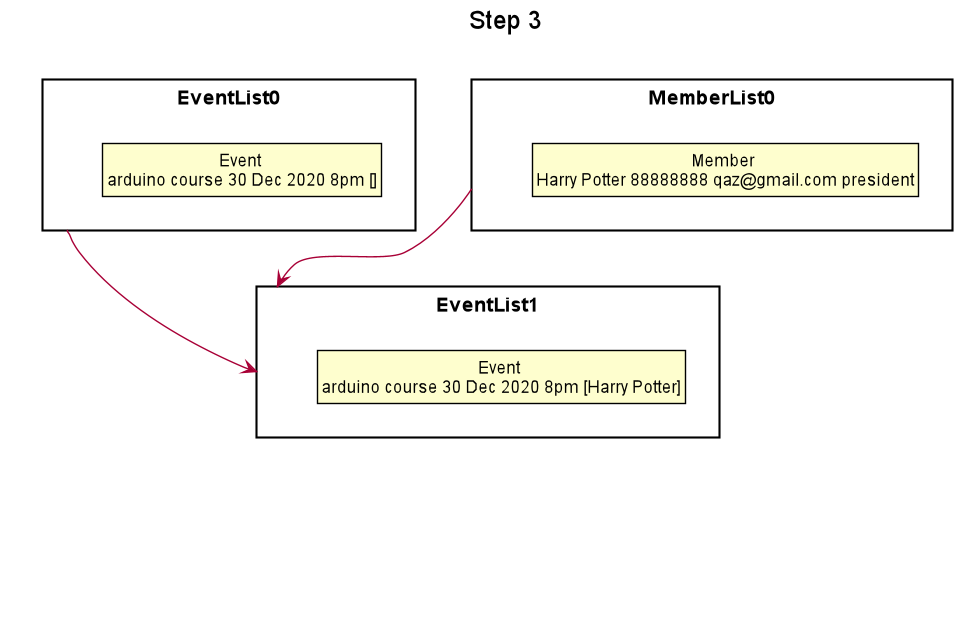 Step 3
EventList0
Event
arduino course 30 Dec 2020 8pm []
MemberList0
Member
Harry Potter 88888888 qaz@gmail.com president
EventList1
Event
arduino course 30 Dec 2020 8pm [Harry Potter]